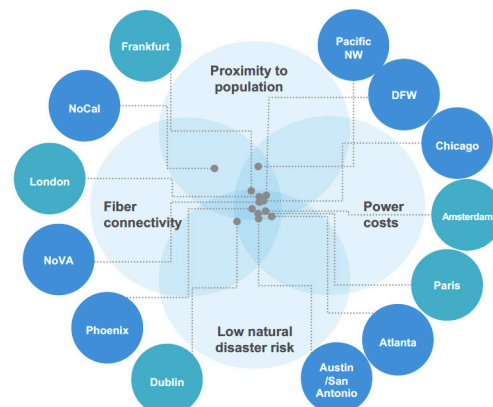 Frankfurt
Pacific
NW
Proximity to
population
NoCal
DFW
Chicago
London
Fiber
connectivity
Power
costs
Amsterdam
NoVA
Paris
Phoenix
Low natural
disaster risk
Atlanta
Dublin
Austin
/San
Antonio